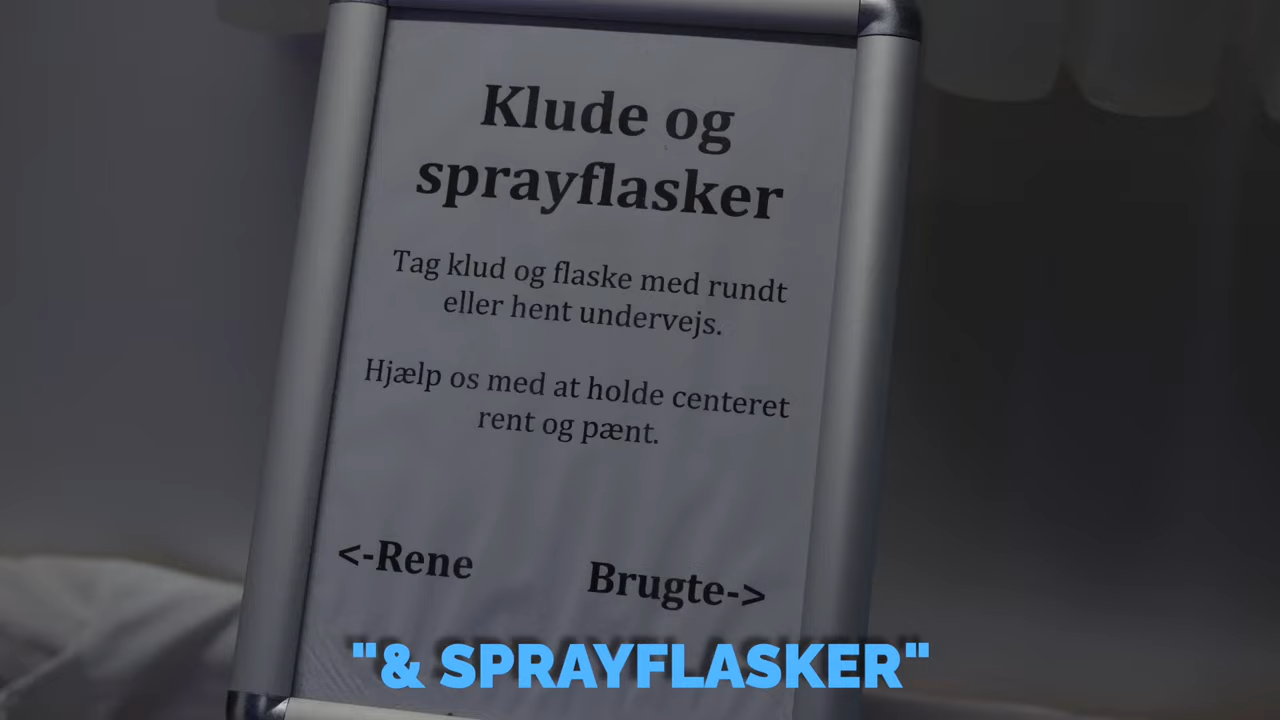 Klude og
sprayflasker
Tag klud og flaske med rundt
eller hent undervejs.
Hjælp os med at holde centeret
rent og pænt.
<-Rene Brugte->
"& SPRAYFLASKER"